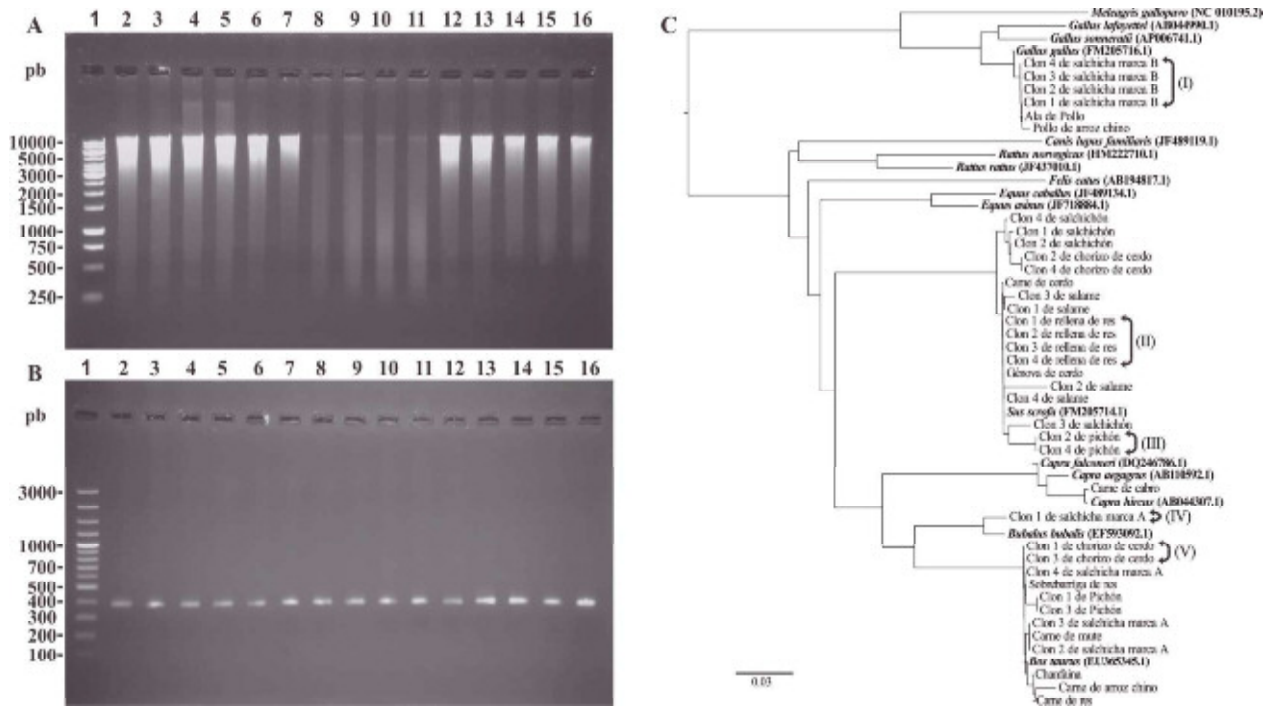 A
1 2 3 4 5 6 7 8 9 10 11 12 13 14 15 16
pb
10000
5000
3000
2000
1500
1000
750
500
250
B
1 2 3 4 5 6 7 8 9 10 11 12 13 14 15 16
pb
3000
1000
700
500
400
300
200
100
C
Meleagris gallopavo (NC 010195.2)
Gallus lafayettei (AB044990.1)
Gallus sonneratii (AP006741.1)
Gallus gallus (FM205716.1)
Clon 4 de salchicha marca B
Clon 3 de salchicha marca B
(I)
Clon 2 de salchicha marca B
Clon 1 de salchicha marca B
Ala de Pollo
Pollo de arroz chino
Canis lupus familiaris (JF489119.1)
Rattus norvegicus (HM222710.1)
Rattus rattus (JF437010.1)
Felis catus (AB194817.1)
Equus caballus (JF489134.1)
Equus asinus (JF718884.1)
Clon 4 de salchichón
Clon 1 de salchichón
Clon 2 de salchichón
Clon 2 de chorizo de cerdo
Clon 4 de chorizo de cerdo
Carne de cerdo
Clon 3 de salame
Clon 1 de salame
Clon 1 de rellena de res
Clon 2 de rellena de res
(II)
Clon 3 de rellena de res
Clon 4 de rellena de res
Génova de cerdo
Clon 2 de salame
Clon 4 de salame
Sus scrofa (FM205714.1)
Clon 3 de salchichón
Clon 2 de pichón
(III)
Clon 4 de pichón
Capra falconeri (DQ246786.1)
Capra aegagrus (AB110592.1)
Carne de cabro
Capra hircus (AB044307.1)
Clon 1 de salchicha marca A (IV)
Bubalus bubalis (EF593092.1)
Clon 1 de chorizo de cerdo
(V)
Clon 3 de chorizo de cerdo
Clon 4 de salchicha marca A
Sobrebarriga de res
Clon 1 de Pichón
Clon 3 de Pichón
Clon 3 de salchicha marca A
Carne de mute
Clon 2 de salchicha marca A
Bos taurus (EU365345.1)
Chanfaina
Carne de arroz chino
Carne de res
0.03